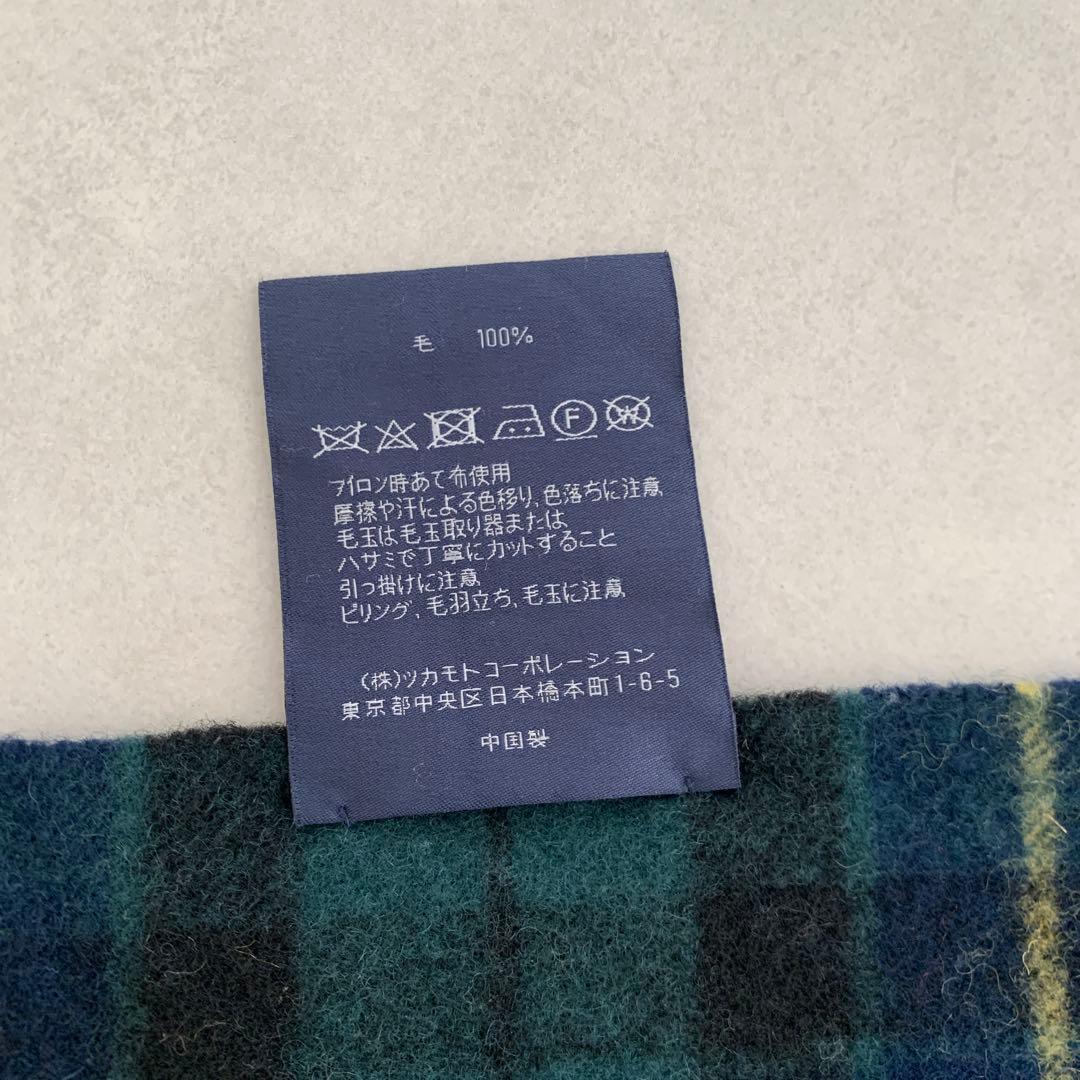 毛 100%
F W
アイロン時あて布使用
摩擦や汗による色移り、色落ちに注意
毛玉は毛玉取り器または
ハサミで丁寧にカットすること
引っ掛けに注意
ピリング、毛羽立ち、毛玉に注意
(株)ツカモトコーポレーション
東京都中央区日本橋本町1-6-5
中国製